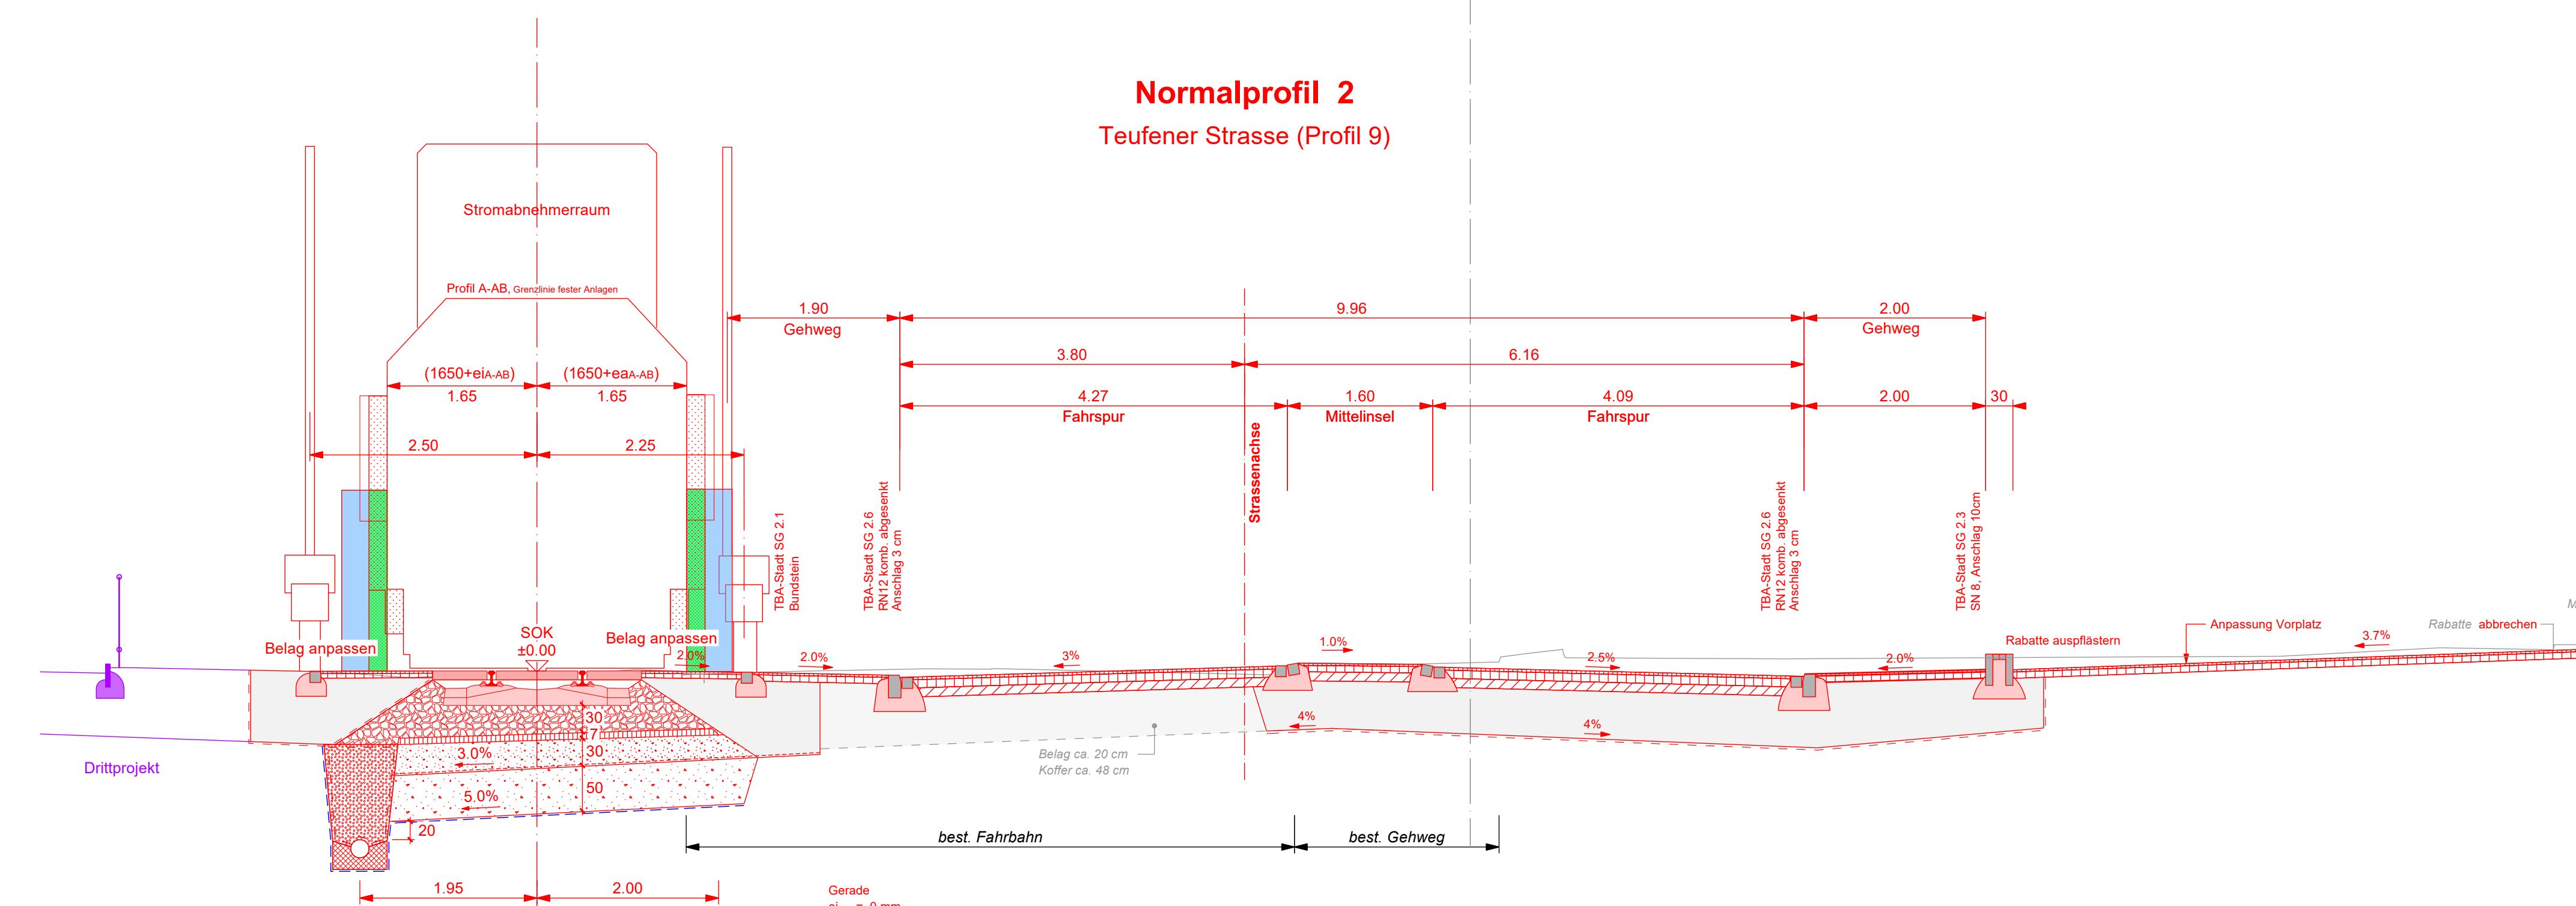 Normalprofil 2
Teufener Strasse (Profil 9)
Stromabnehmerraum
Profil A-AB, Grenzlinie fester Anlagen
1.90
Gehweg
9.96
2.00
Gehweg
3.80
6.16
(1650+eiA-AB)
(1650+eaA-AB)
1.65
1.65
4.27
Fahrspur
1.60
Mittelinsel
4.09
Fahrspur
2.00
30
2.50
2.25
Strassenachse
TBA-Stadt SG 2.1
Bundstein
TBA-Stadt SG 2.6
RN12 komb. abgesenkt
Anschlag 3 cm
TBA-Stadt SG 2.6
RN12 komb. abgesenkt
Anschlag 3 cm
TBA-Stadt SG 2.3
SN 8, Anschlag 10cm
Belag anpassen
SOK
±0.00
Belag anpassen
2.0%
2.0%
3%
1.0%
2.5%
2.0%
Rabatte auspflästern
Anpassung Vorplatz
3.7%
Rabatte abbrechen
M
30
7
30
3.0%
50
5.0%
20
4%
4%
Belag ca. 20 cm
Koffer ca. 48 cm
Drittprojekt
best. Fahrbahn
best. Gehweg
1.95
2.00
Gerade